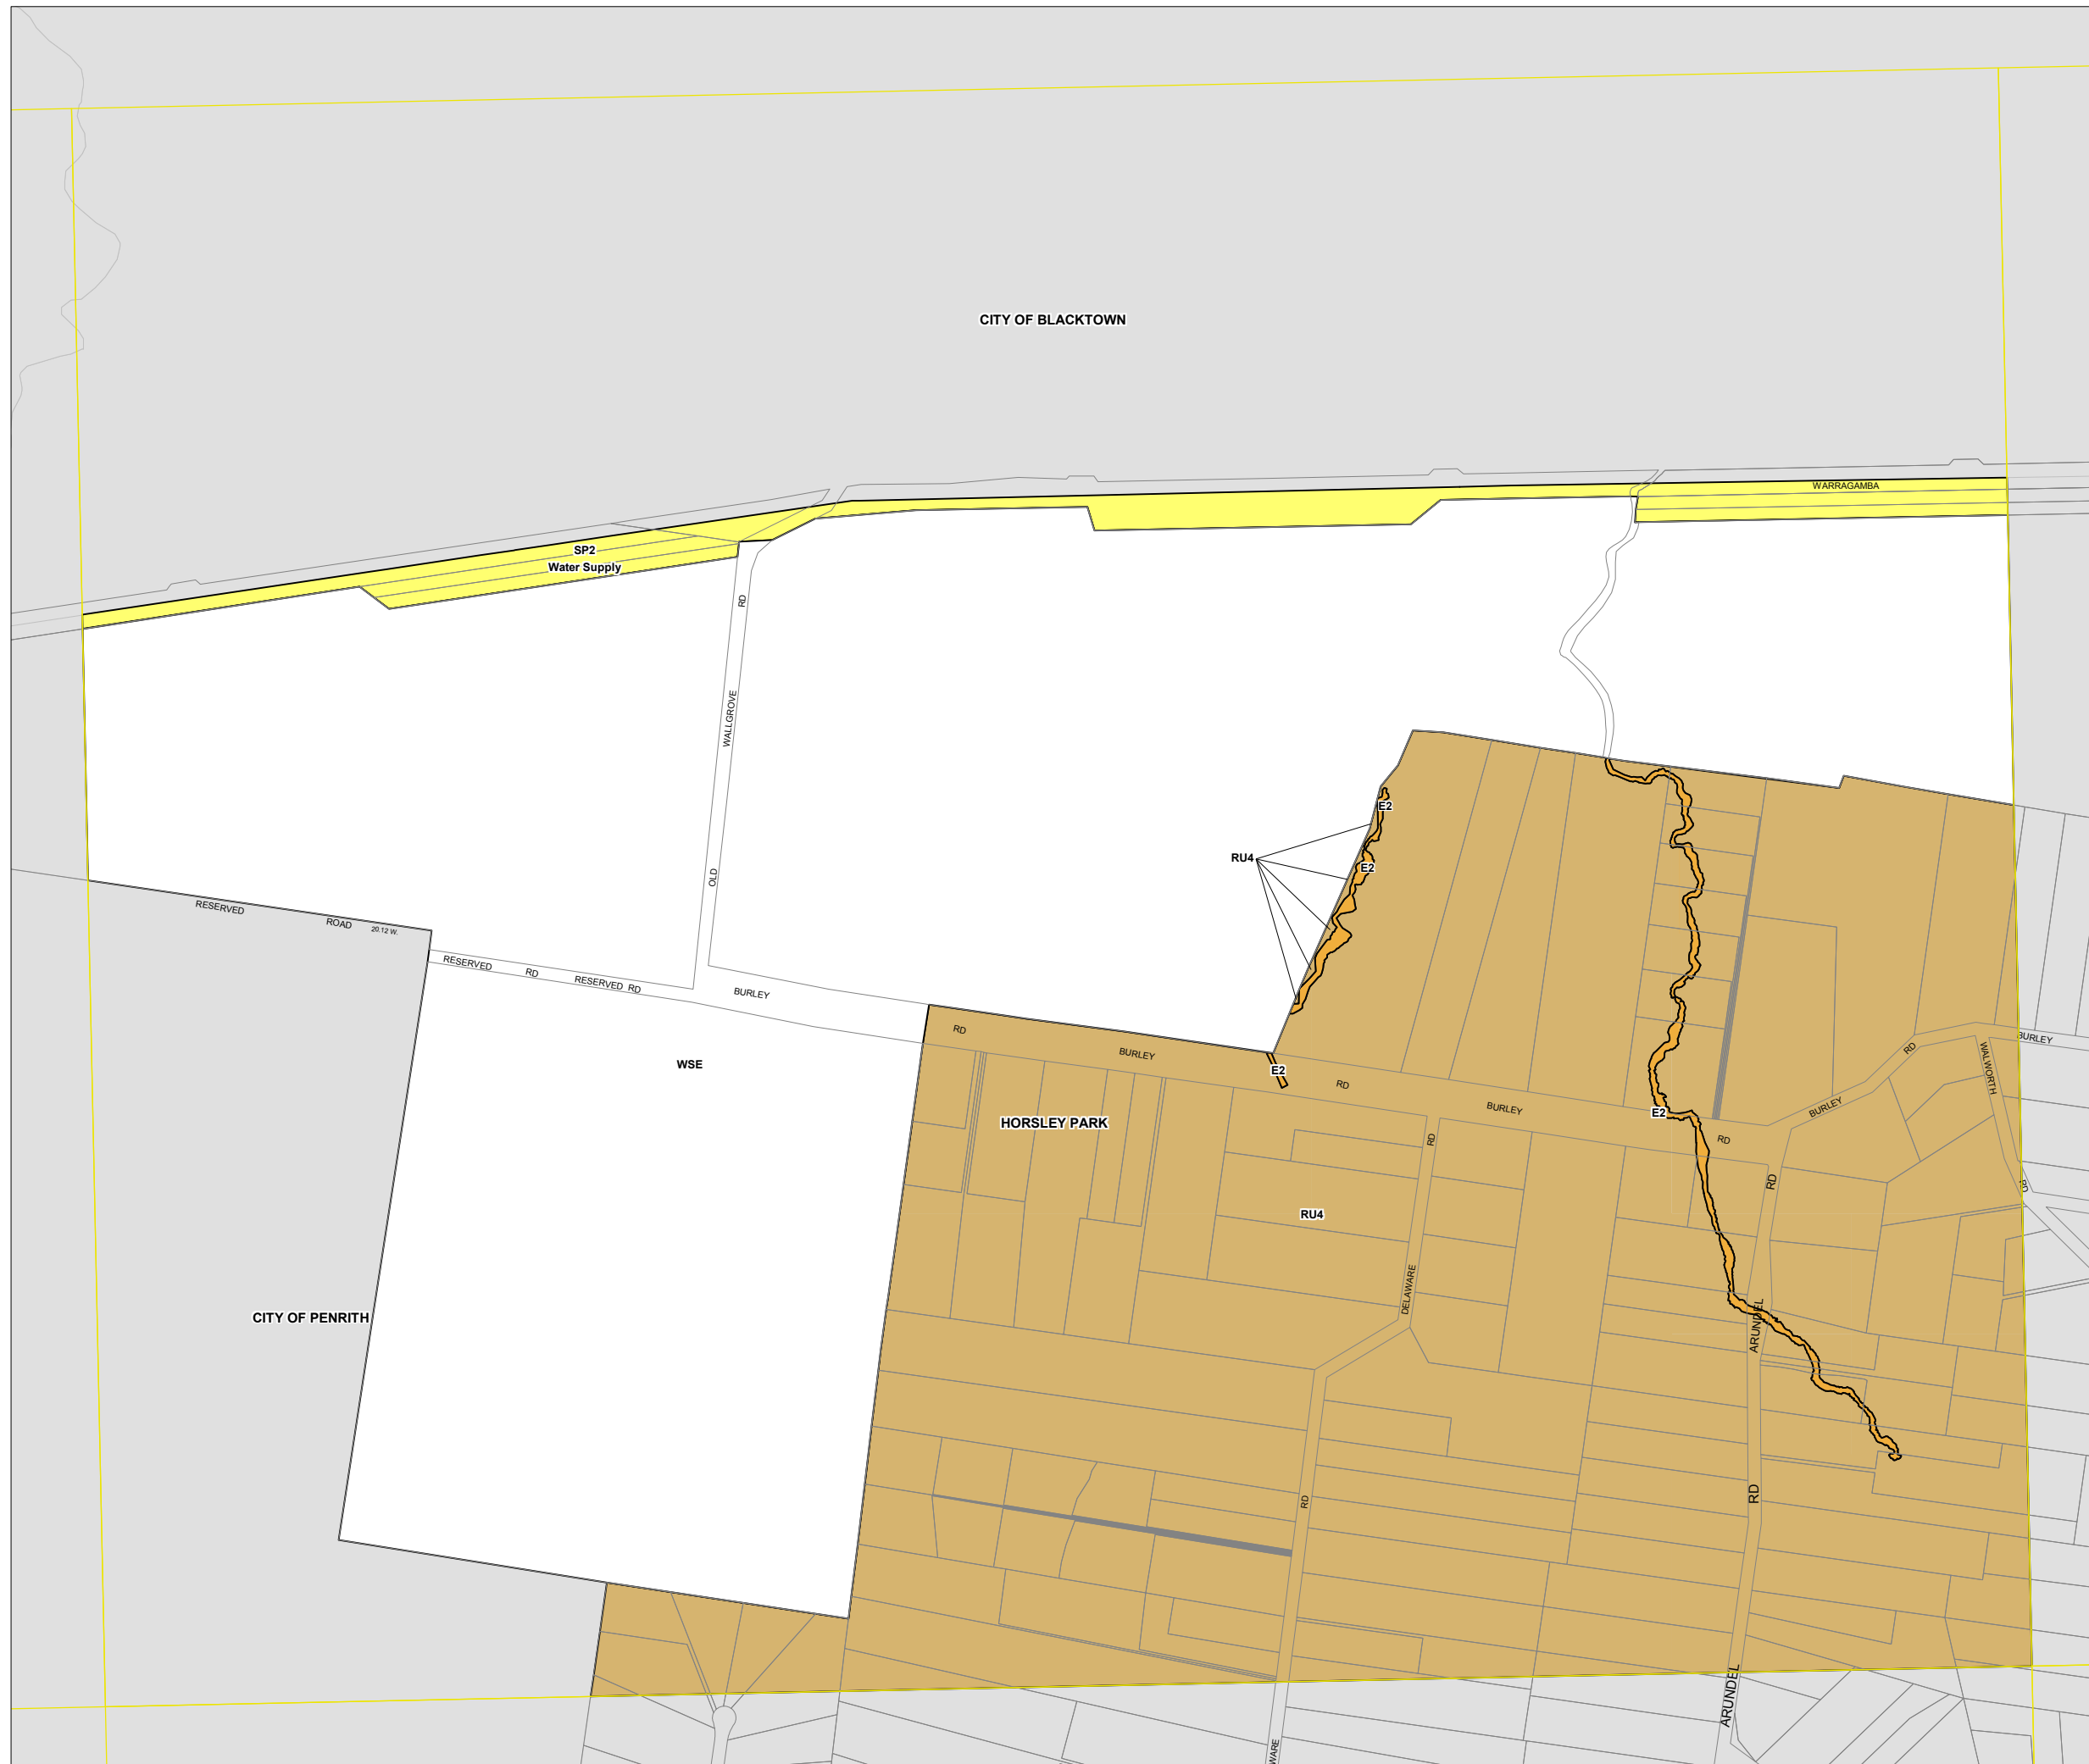 CITY OF BLACKTOWN
WARRAGAMBA
SP2
Water Supply
RD
WALLGROVE
OLD
E2
RU4
E2
RESERVED
ROAD
20.12 W.
RESERVED
RD
RESERVED RD
BURLEY
RD
BURLEY
E2
RD
BURLEY
E2
RD
BURLEY
RD
BURLEY
WALWORTH
RD
WSE
HORSLEY PARK
RD
RD
RU4
DELAWARE
ARUNDEL
CITY OF PENRITH
RD
RD
ARUNDEL
WARE